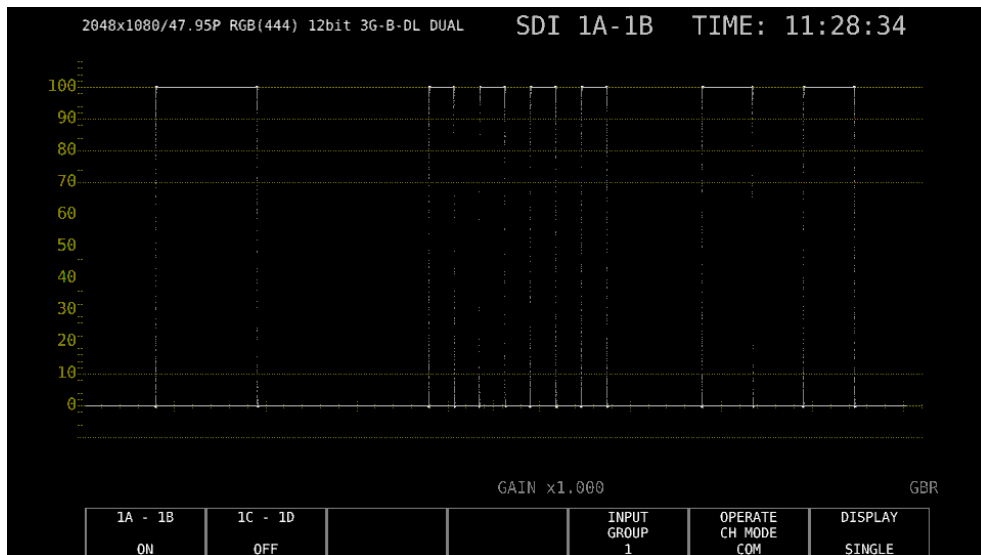 2048x1080/47.95P RGB(444) 12bit 3G-B-DL DUAL SDI 1A-1B TIME: 11:28:34
100
90
80
70
60
50
40
30
20
10
0
GAIN x1.000 GBR
1A - 1B 1C - 1D INPUT OPERATE DISPLAY
GROUP CH MODE
ON OFF 1 COM SINGLE